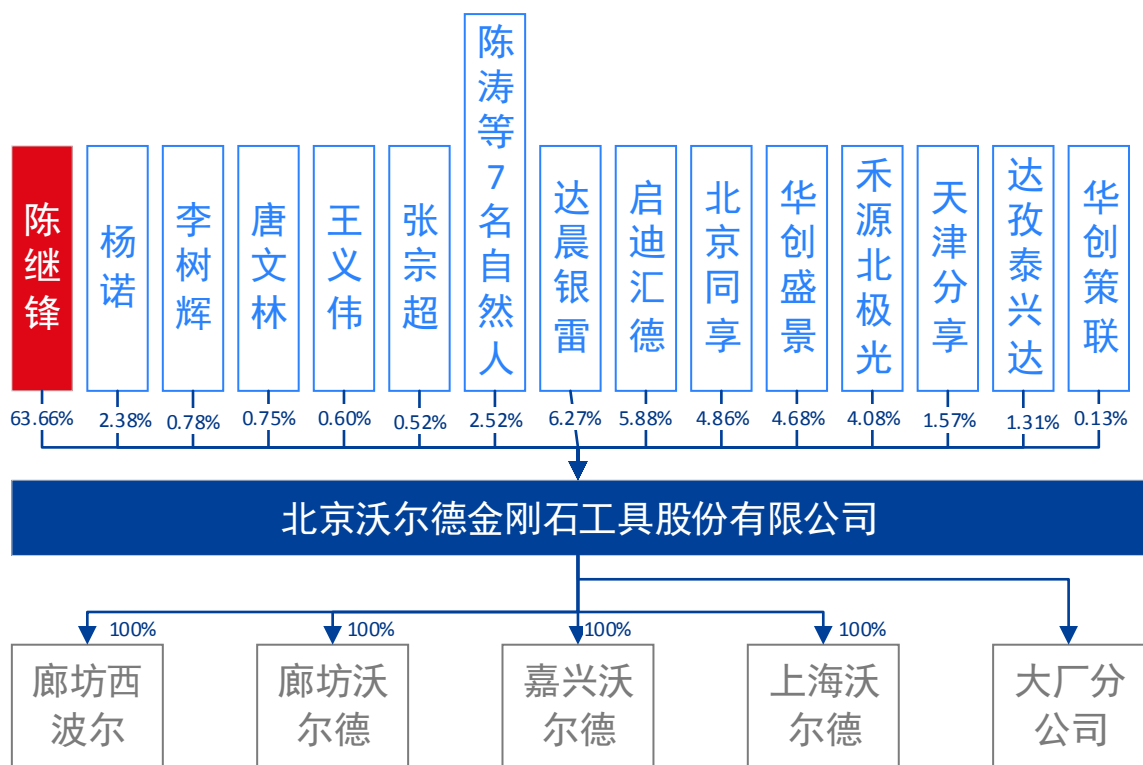 陈继锋
杨诺
李树辉
唐文林
王义伟
张宗超
陈涛等7名自然人
达晨银雷
启迪汇德
北京同享
华创盛景
禾源北极光
天津分享
达孜泰兴达
华创策联
63.66%
2.38%
0.78%
0.75%
0.60%
0.52%
2.52%
6.27%
5.88%
4.86%
4.68%
4.08%
1.57%
1.31%
0.13%
北京沃尔德金刚石工具股份有限公司
100%
100%
100%
100%
廊坊西
波尔
廊坊沃
尔德
嘉兴沃
尔德
上海沃
尔德
大厂分
公司